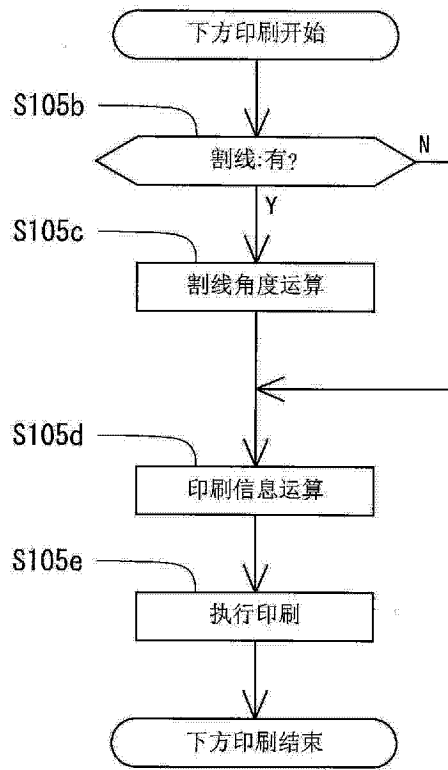 下方印刷开始
S105b
割线:有?
N
Y
S105c
割线角度运算
S105d
印刷信息运算
S105e
执行印刷
下方印刷结束